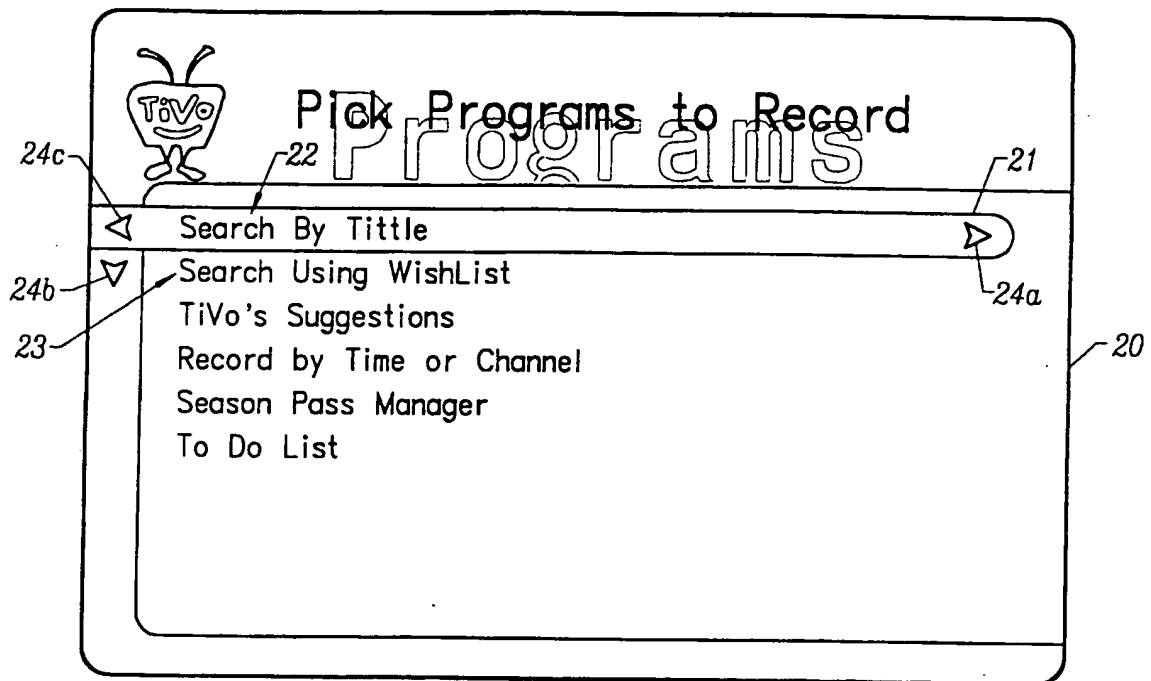 TiVo
Pick Programs to Record
Programs
24c
22
21
Search By Tittle
24b
Search Using WishList
24a
23
TiVo's Suggestions
Record by Time or Channel
20
Season Pass Manager
To Do List